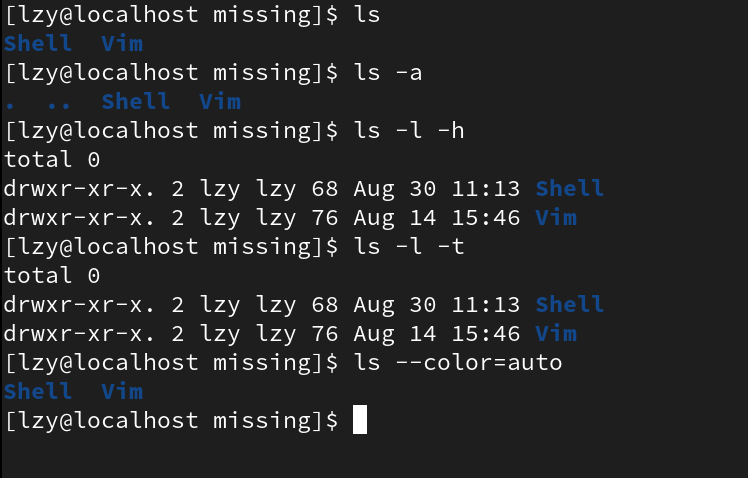 [lzy@localhost missing]$ ls
Shell  Vim
[lzy@localhost missing]$ ls -a
.  ..  Shell  Vim
[lzy@localhost missing]$ ls -l -h
total 0
drwxr-xr-x. 2 lzy lzy 68 Aug 30 11:13 Shell
drwxr-xr-x. 2 lzy lzy 76 Aug 14 15:46 Vim
[lzy@localhost missing]$ ls -l -t
total 0
drwxr-xr-x. 2 lzy lzy 68 Aug 30 11:13 Shell
drwxr-xr-x. 2 lzy lzy 76 Aug 14 15:46 Vim
[lzy@localhost missing]$ ls --color=auto
Shell  Vim
[lzy@localhost missing]$